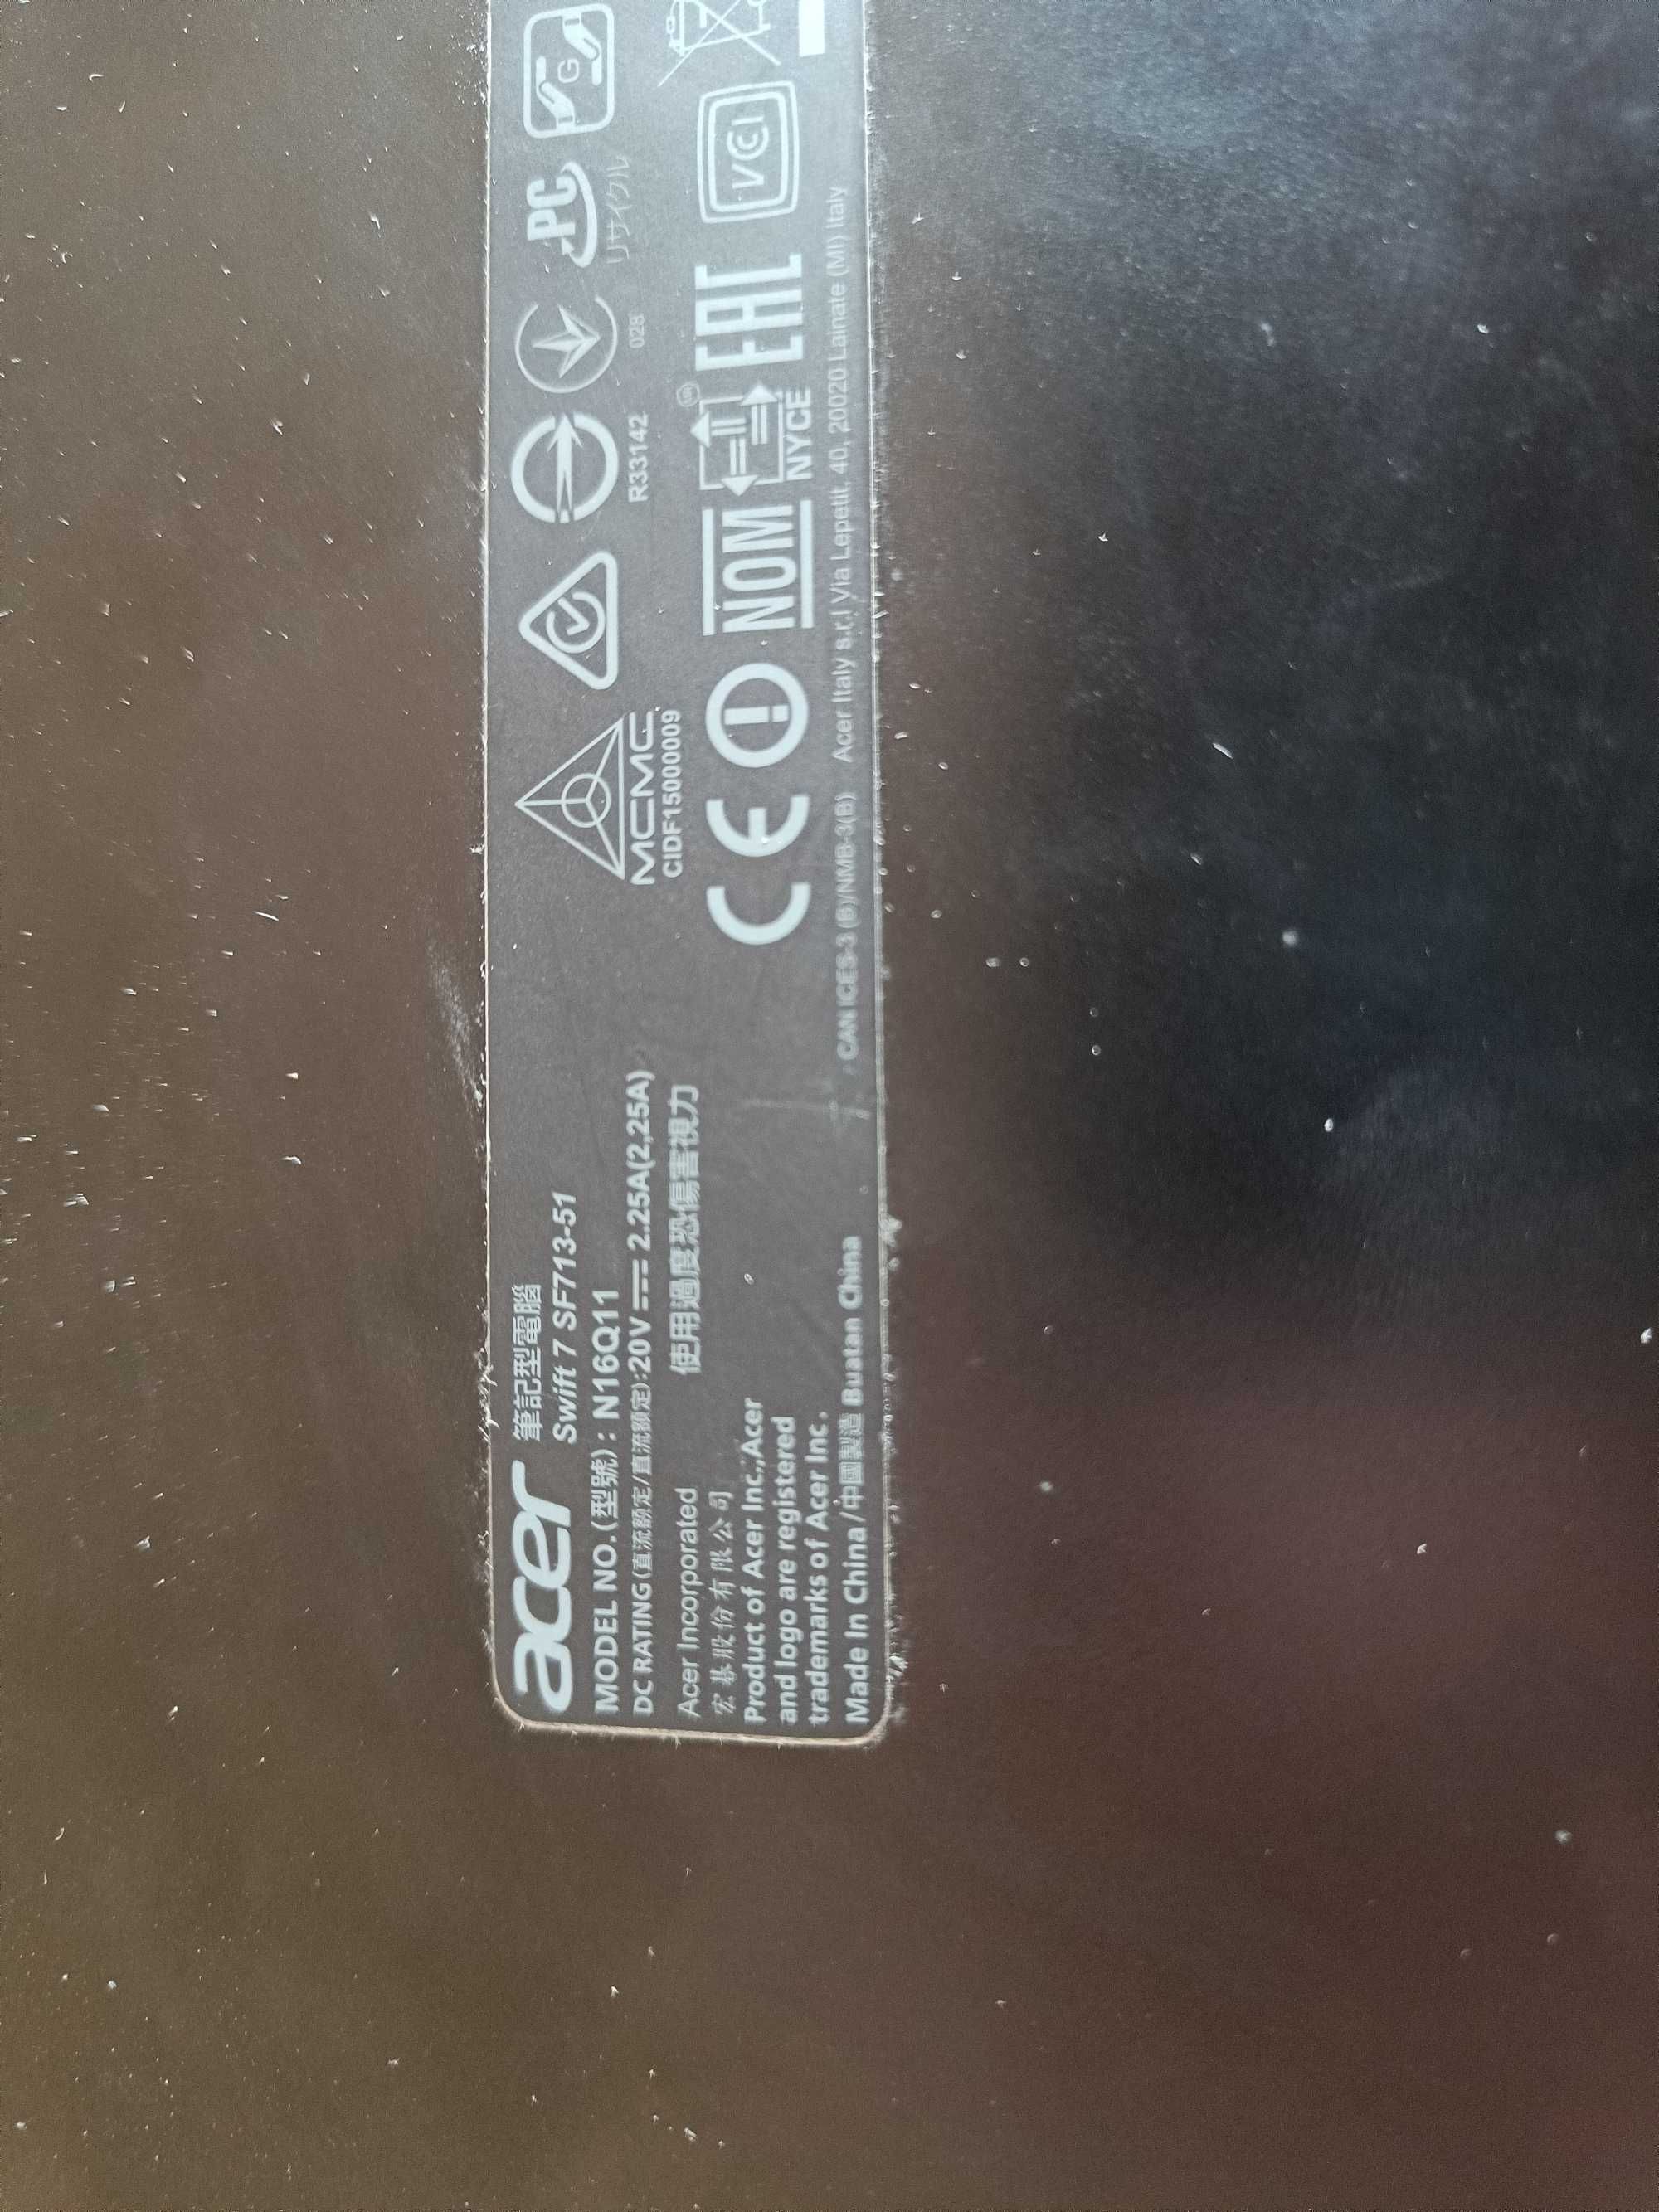 acer
筆記型電腦
Swift 7 SF713-51
MODEL NO.(型號): N16Q11
DC RATING(直流額定/直流額定):20V ⎓ 2.25A(2,25A)
Acer Incorporated
使用過度恐傷害視力
宏碁股份有限公司
Product of Acer Inc.,Acer
and logo are registered
trademarks of Acer Inc.
Made In China/中國製造 Buatan China
MCMC
CIDF15000009
R33142
028
PC
リサイクル
G
CE
NOM
NYCE
EAC
VCI
CAN ICES-3 (B)/NMB-3(B) Acer Italy s.r.l Via Lepetit, 40, 20020 Lainate (MI) Italy